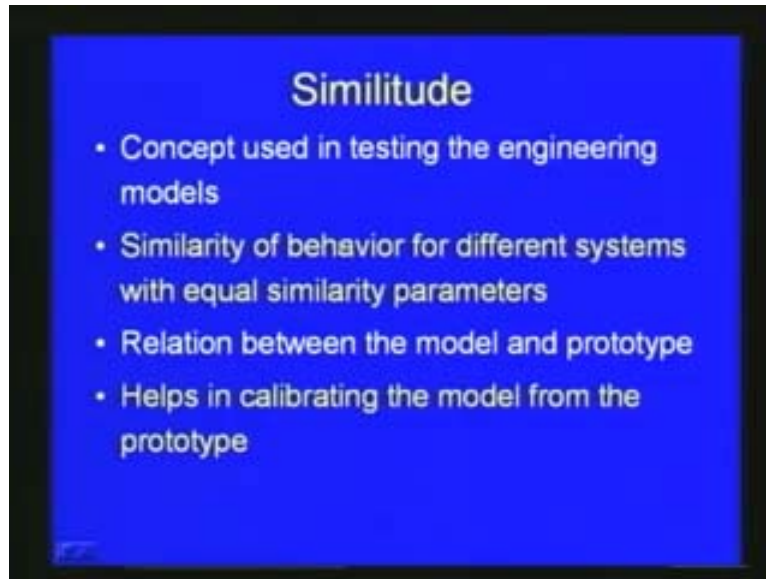 Similitude
• Concept used in testing the engineering
models
• Similarity of behavior for different systems
with equal similarity parameters
• Relation between the model and prototype
• Helps in calibrating the model from the
prototype